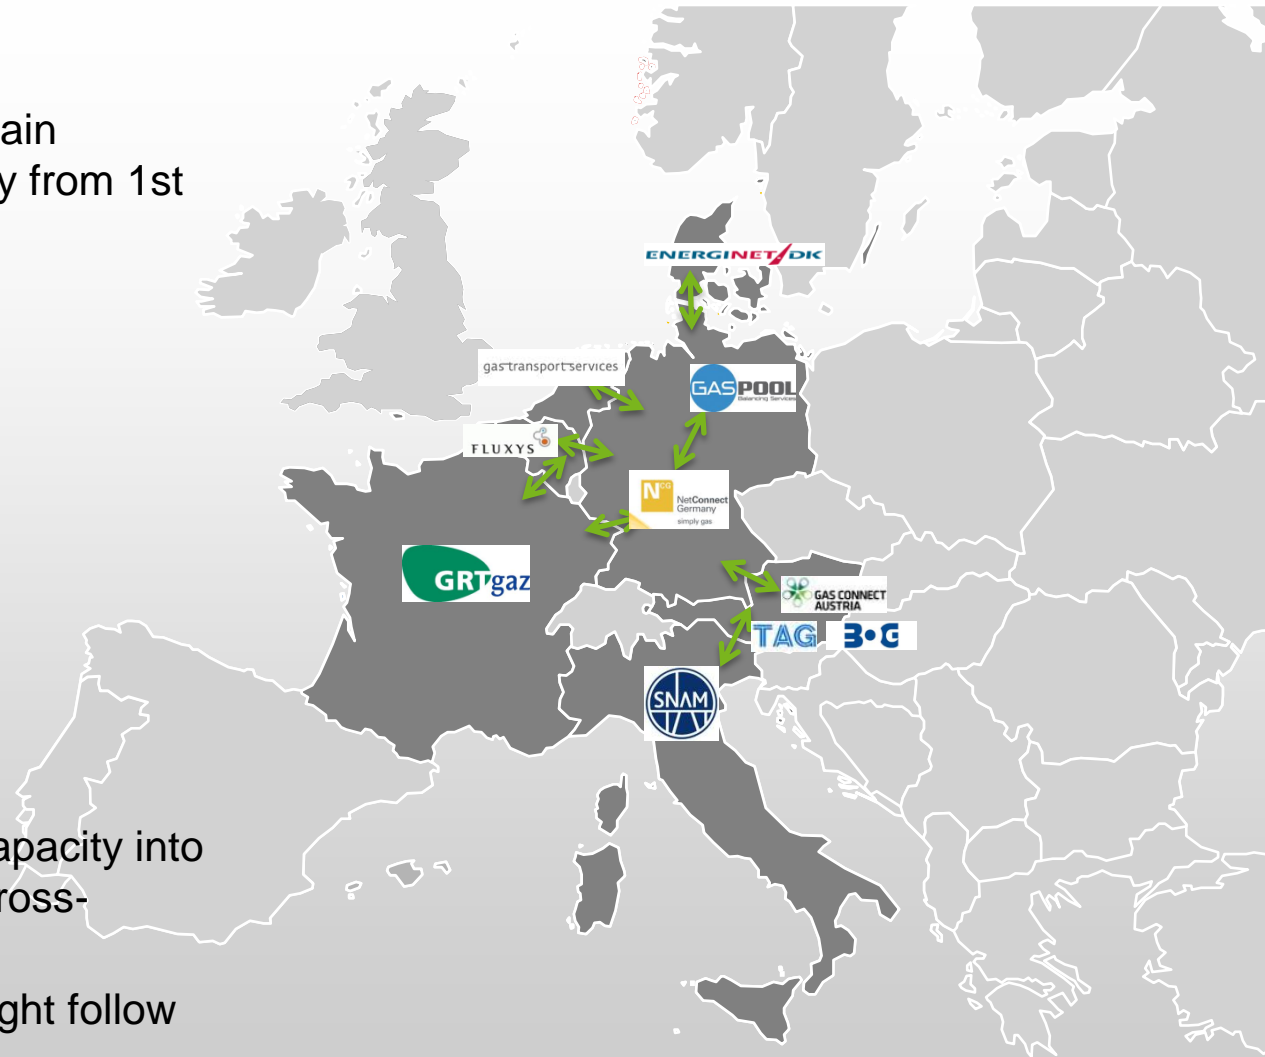 ain
y from 1st
ENERGINET/DK
gas transport services
GASPOOL
Balancing Services
FLUXYS
NCG
NetConnect
Germany
simply gas
GRTgaz
GAS CONNECT
AUSTRIA
TAG
B•G
SNAM
apacity into
ross-
ght follow